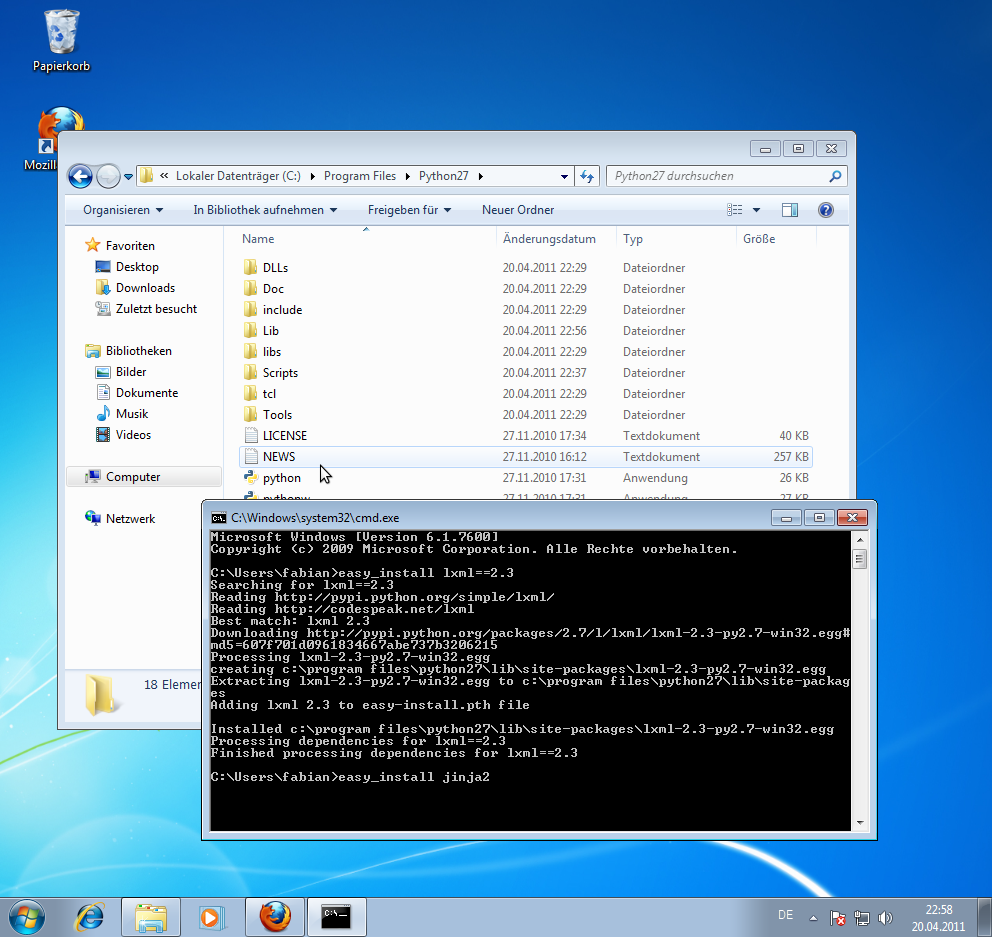 Papierkorb
Mozill
« Lokaler Datenträger (C:) Program Files Python27
Python27 durchsuchen
Organisieren In Bibliothek aufnehmen Freigeben für Neuer Ordner
Favoriten
Desktop
Downloads
Zuletzt besucht
Bibliotheken
Bilder
Dokumente
Musik
Videos
Computer
Netzwerk
Name Änderungsdatum Typ Größe
DLLs 20.04.2011 22:29 Dateiordner
Doc 20.04.2011 22:29 Dateiordner
include 20.04.2011 22:29 Dateiordner
Lib 20.04.2011 22:56 Dateiordner
libs 20.04.2011 22:29 Dateiordner
Scripts 20.04.2011 22:37 Dateiordner
tcl 20.04.2011 22:29 Dateiordner
Tools 20.04.2011 22:29 Dateiordner
LICENSE 27.11.2010 17:34 Textdokument 40 KB
NEWS 27.11.2010 16:12 Textdokument 257 KB
python 27.11.2010 17:31 Anwendung 26 KB
pythonw 27.11.2010 17:31 Anwendung 27 KB
18 Elemen
C:\Windows\system32\cmd.exe
Microsoft Windows [Version 6.1.7600]
Copyright (c) 2009 Microsoft Corporation. Alle Rechte vorbehalten.
C:\Users\fabian>easy_install lxml==2.3
Searching for lxml==2.3
Reading http://pypi.python.org/simple/lxml/
Reading http://codespeak.net/lxml
Best match: lxml 2.3
Downloading http://pypi.python.org/packages/2.7/l/lxml/lxml-2.3-py2.7-win32.egg#
md5=607f701d0961834667abe737b3206215
Processing lxml-2.3-py2.7-win32.egg
creating c:\program files\python27\lib\site-packages\lxml-2.3-py2.7-win32.egg
Extracting lxml-2.3-py2.7-win32.egg to c:\program files\python27\lib\site-packag
es
Adding lxml 2.3 to easy-install.pth file
Installed c:\program files\python27\lib\site-packages\lxml-2.3-py2.7-win32.egg
Processing dependencies for lxml==2.3
Finished processing dependencies for lxml==2.3
C:\Users\fabian>easy_install jinja2
C:\
DE
22:58
20.04.2011